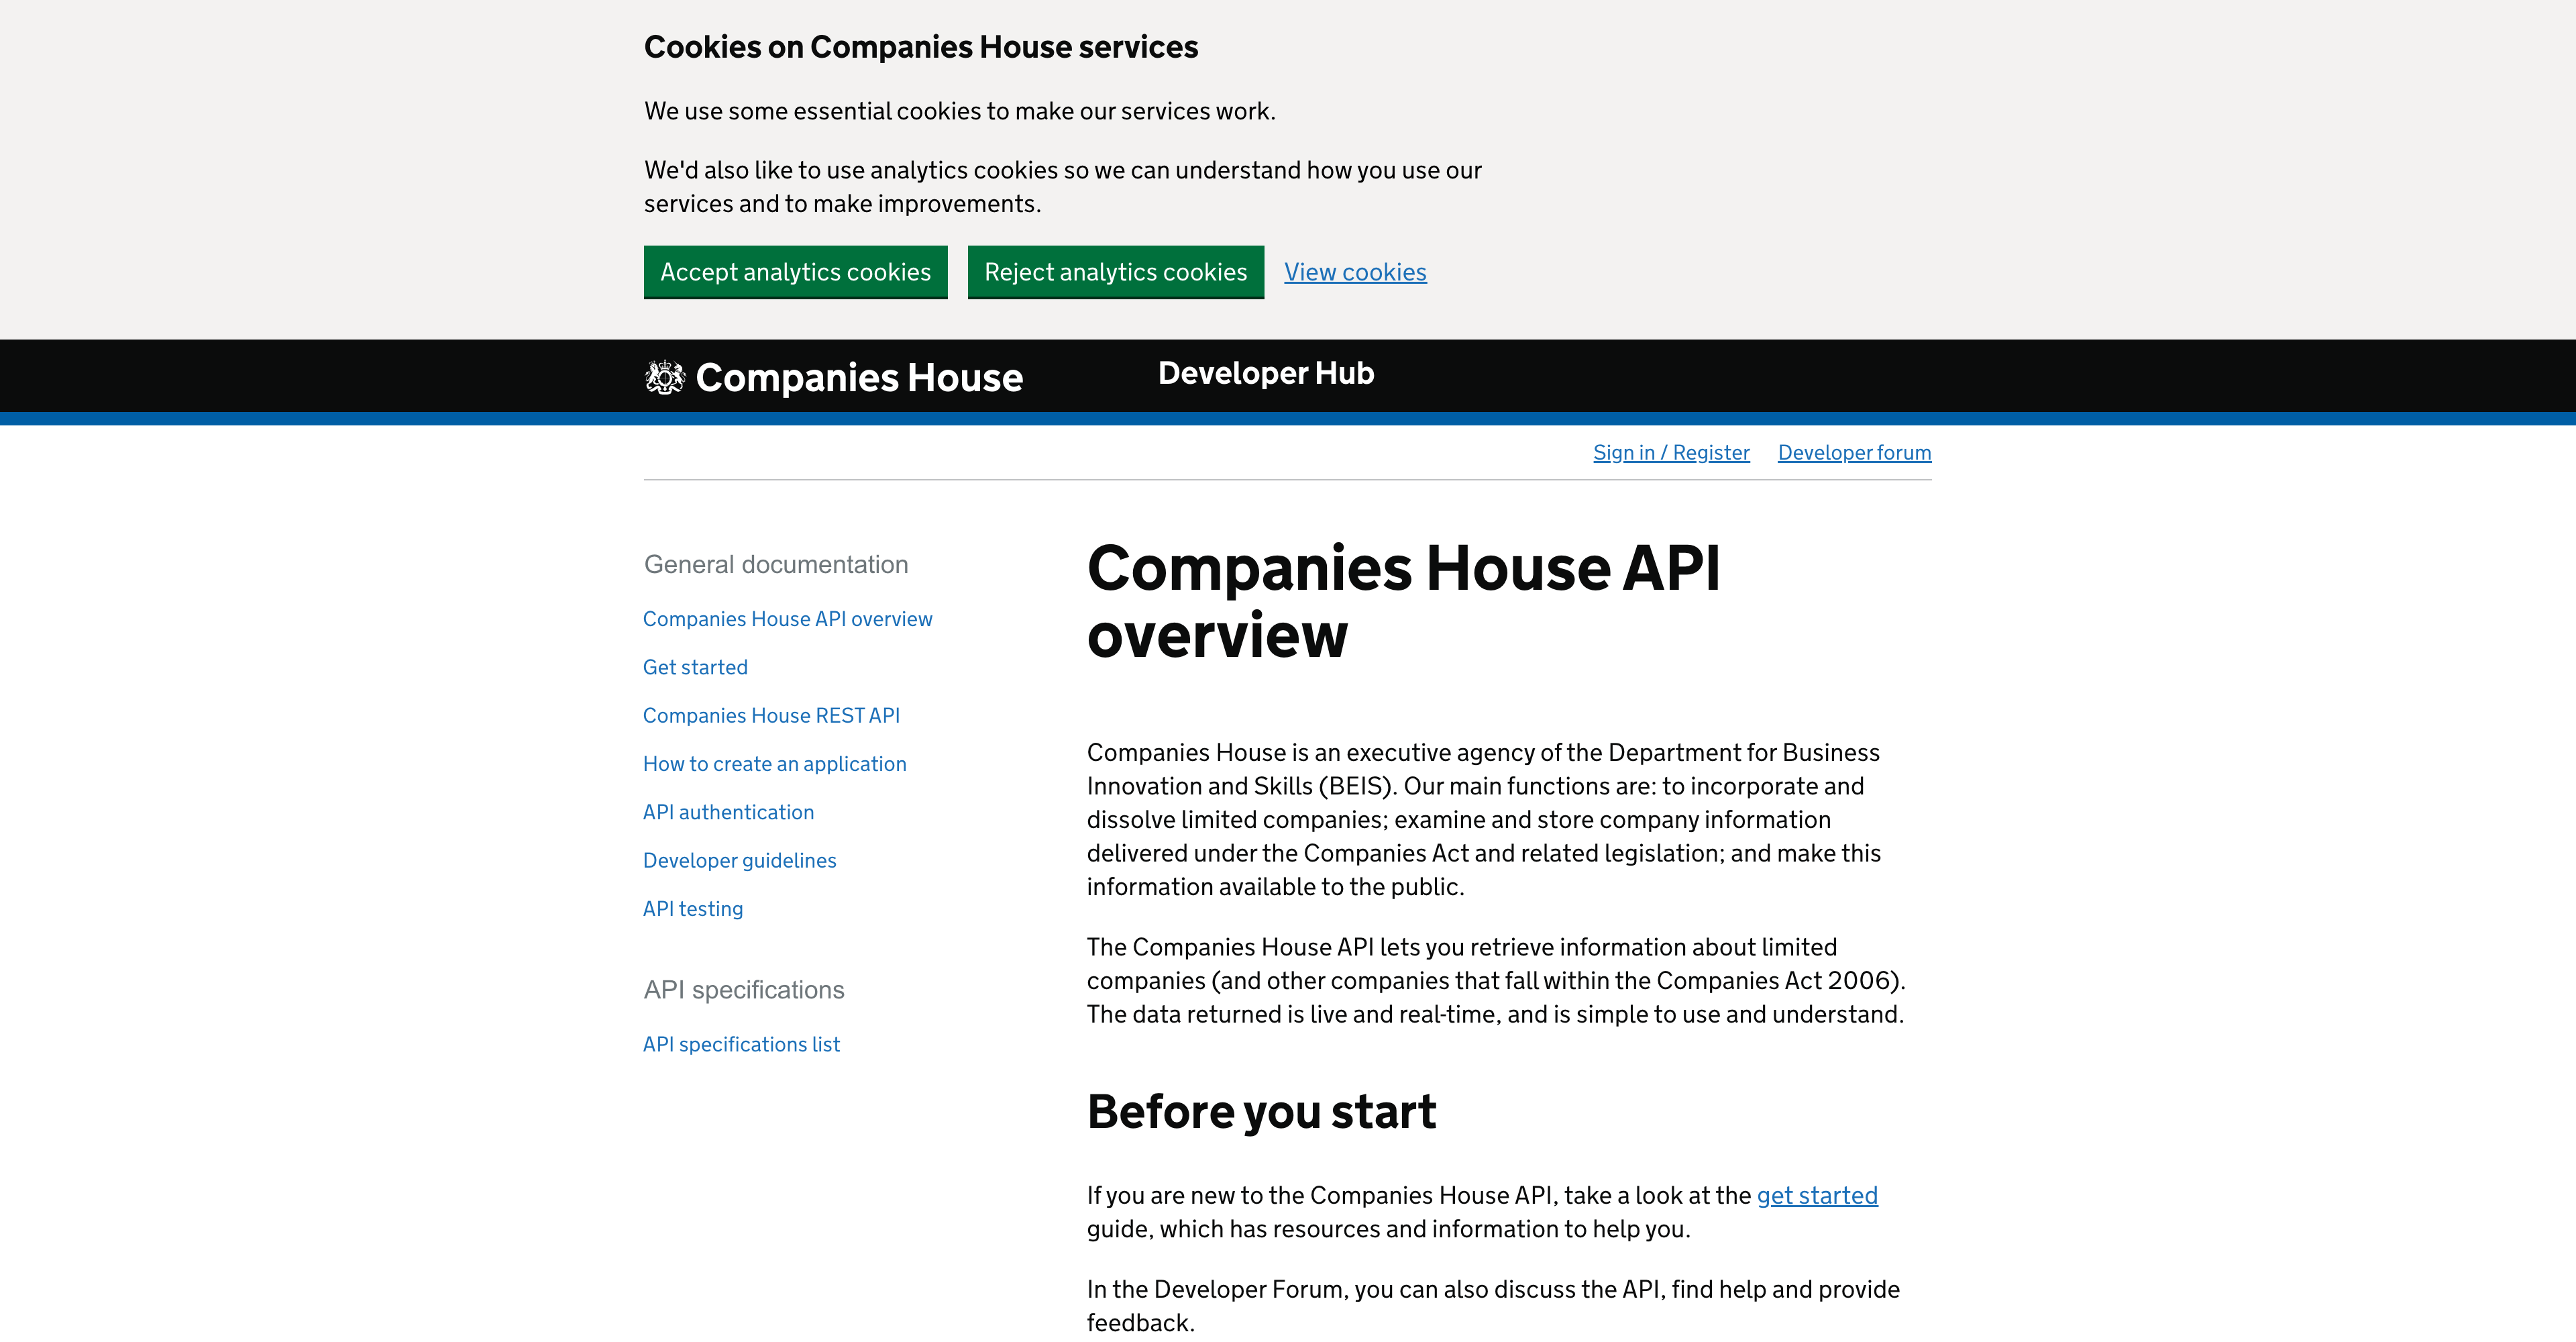 Cookies on Companies House services
We use some essential cookies to make our services work.
We'd also like to use analytics cookies so we can understand how you use our
services and to make improvements.
Accept analytics cookies
Reject analytics cookies
View cookies
Companies House
Developer Hub
Sign in / Register
Developer forum
General documentation
Companies House API overview
Get started
Companies House REST API
How to create an application
API authentication
Developer guidelines
API testing
API specifications
API specifications list
Companies House API
overview
Companies House is an executive agency of the Department for Business
Innovation and Skills (BEIS). Our main functions are: to incorporate and
dissolve limited companies; examine and store company information
delivered under the Companies Act and related legislation; and make this
information available to the public.
The Companies House API lets you retrieve information about limited
companies (and other companies that fall within the Companies Act 2006).
The data returned is live and real-time, and is simple to use and understand.
Before you start
If you are new to the Companies House API, take a look at the get started
guide, which has resources and information to help you.
In the Developer Forum, you can also discuss the API, find help and provide
feedback.